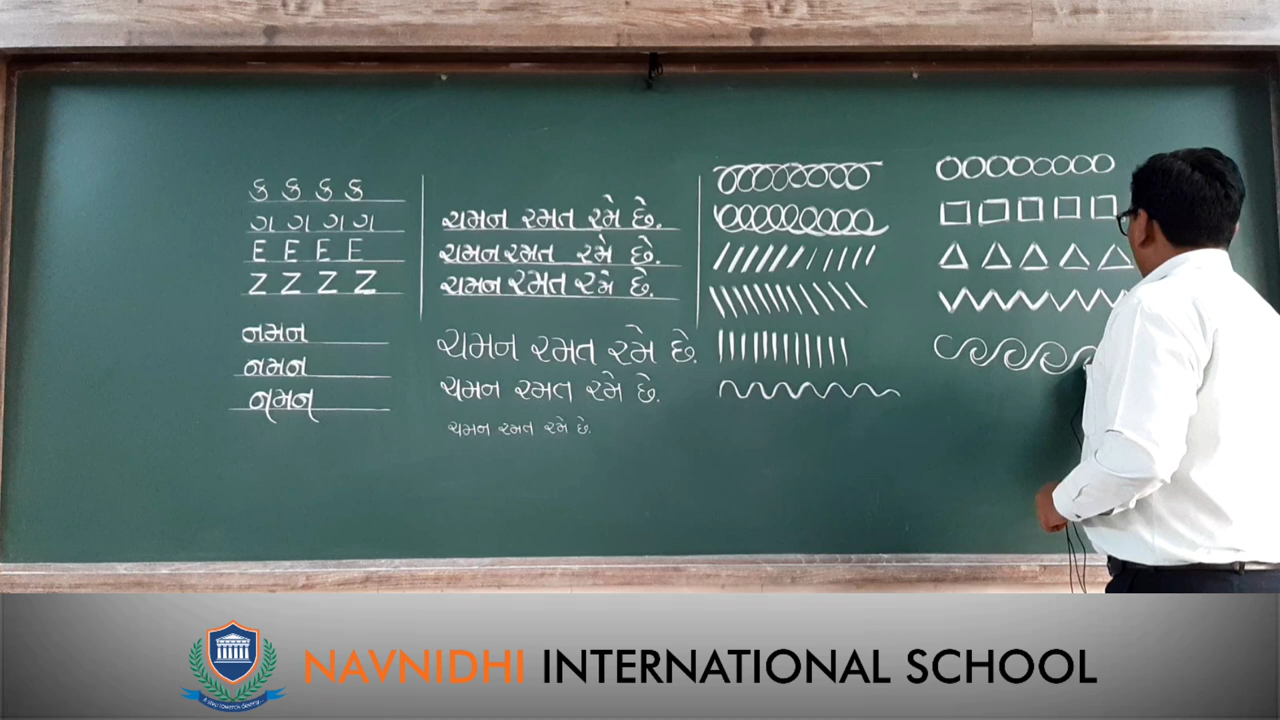 ક ક ક ક
ગ ગ ગ ગ
E E E E
Z Z Z Z
નમન
નમન
નમન
ચમન રમત રમે છે.
ચમન રમત રમે છે.
ચમન રમત રમે છે.
ચમન રમત રમે છે.
ચમન રમત રમે છે.
ચમન રમત રમે છે.
NAVNIDHI INTERNATIONAL SCHOOL